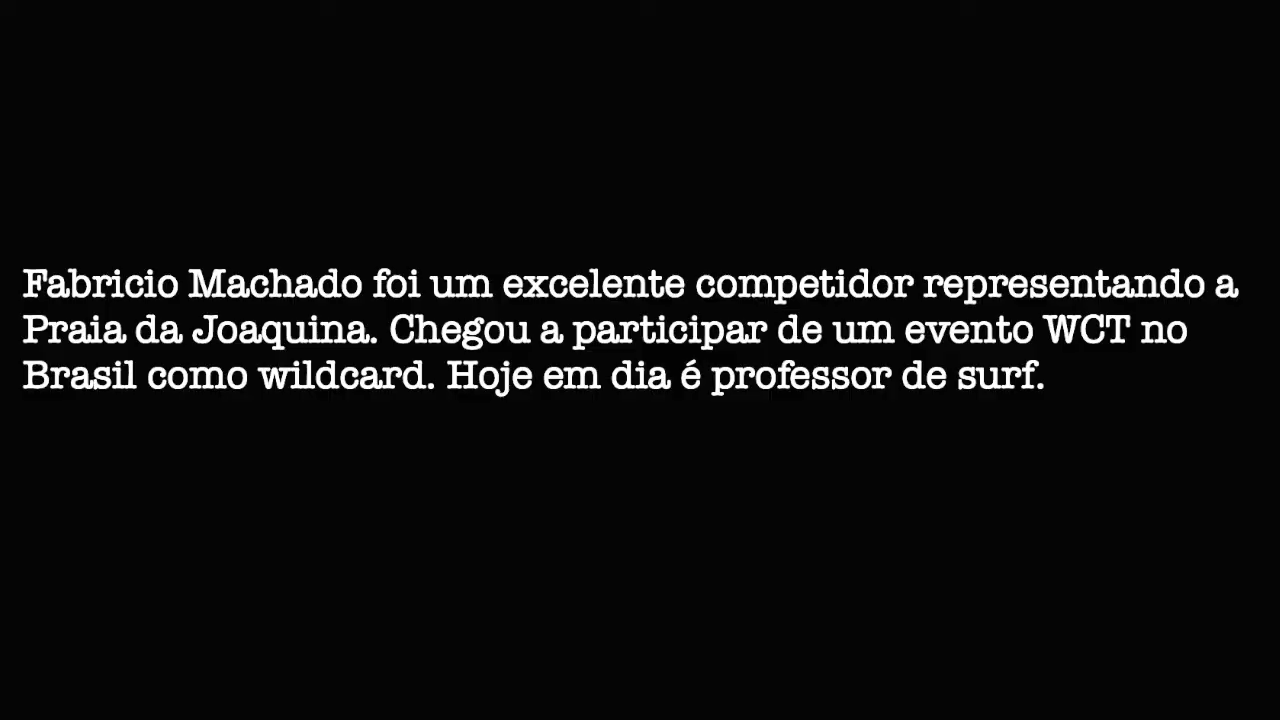 Fabricio Machado foi um excelente competidor representando a
Praia da Joaquina. Chegou a participar de um evento WCT no
Brasil como wildcard. Hoje em dia é professor de surf.